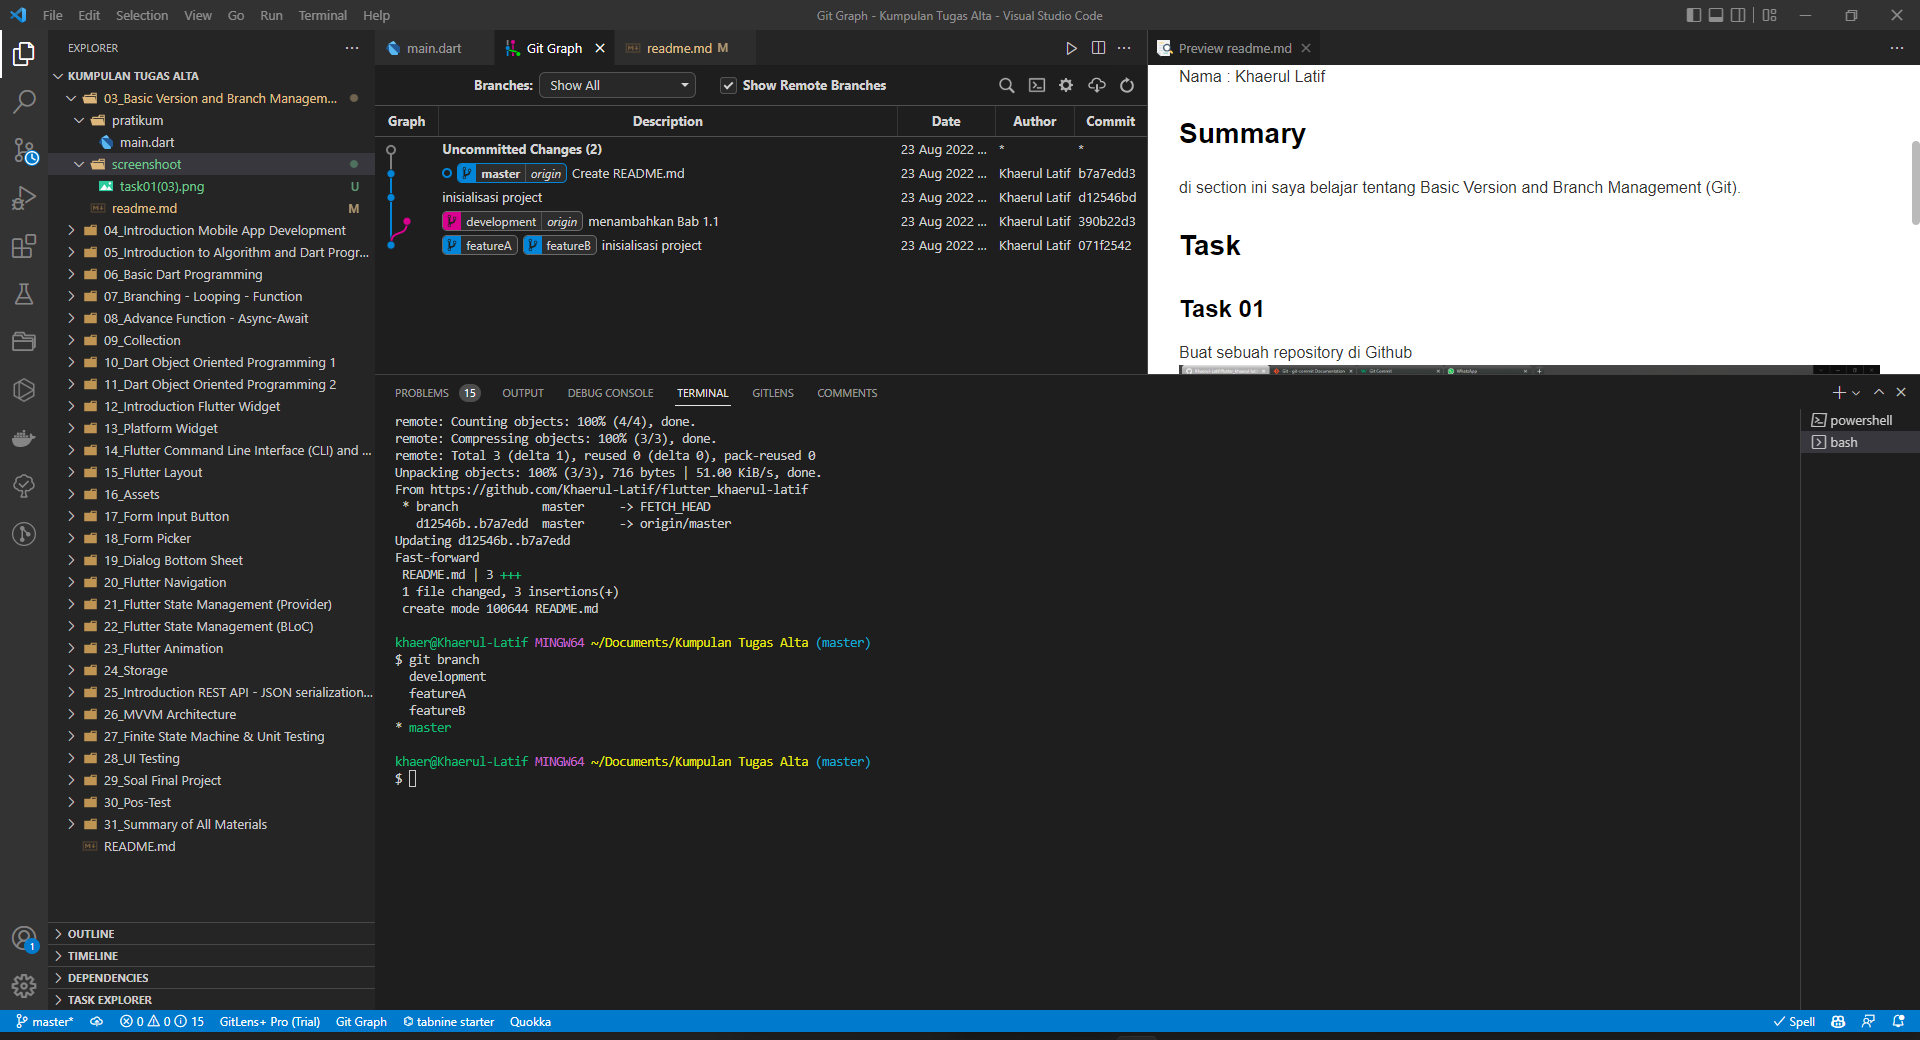 File Edit Selection View Go Run Terminal Help
Git Graph - Kumpulan Tugas Alta - Visual Studio Code
EXPLORER
KUMPULAN TUGAS ALTA
03_Basic Version and Branch Managem...
pratikum
main.dart
screenshoot
task01(03).png U
readme.md M
04_Introduction Mobile App Development
05_Introduction to Algorithm and Dart Progr...
06_Basic Dart Programming
07_Branching - Looping - Function
08_Advance Function - Async-Await
09_Collection
10_Dart Object Oriented Programming 1
11_Dart Object Oriented Programming 2
12_Introduction Flutter Widget
13_Platform Widget
14_Flutter Command Line Interface (CLI) and ...
15_Flutter Layout
16_Assets
17_Form Input Button
18_Form Picker
19_Dialog Bottom Sheet
20_Flutter Navigation
21_Flutter State Management (Provider)
22_Flutter State Management (BLoC)
23_Flutter Animation
24_Storage
25_Introduction REST API - JSON serialization...
26_MVVM Architecture
27_Finite State Machine & Unit Testing
28_UI Testing
29_Soal Final Project
30_Pos-Test
31_Summary of All Materials
README.md
OUTLINE
TIMELINE
DEPENDENCIES
TASK EXPLORER
1
main.dart Git Graph readme.md M
Branches: Show All Show Remote Branches
Graph Description Date Author Commit
Uncommitted Changes (2) 23 Aug 2022 ... * *
master origin Create README.md 23 Aug 2022 ... Khaerul Latif b7a7edd3
inisialisasi project 23 Aug 2022 ... Khaerul Latif d12546bd
development origin menambahkan Bab 1.1 23 Aug 2022 ... Khaerul Latif 390b22d3
featureA featureB inisialisasi project 23 Aug 2022 ... Khaerul Latif 071f2542
Preview readme.md
Nama : Khaerul Latif
Summary
di section ini saya belajar tentang Basic Version and Branch Management (Git).
Task
Task 01
Buat sebuah repository di Github
PROBLEMS 15 OUTPUT DEBUG CONSOLE TERMINAL GITLENS COMMENTS
remote: Counting objects: 100% (4/4), done.
remote: Compressing objects: 100% (3/3), done.
remote: Total 3 (delta 1), reused 0 (delta 0), pack-reused 0
Unpacking objects: 100% (3/3), 716 bytes | 51.00 KiB/s, done.
From https://github.com/Khaerul-Latif/flutter_khaerul-latif
* branch master -> FETCH_HEAD
d12546b..b7a7edd master -> origin/master
Updating d12546b..b7a7edd
Fast-forward
README.md | 3 +++
1 file changed, 3 insertions(+)
create mode 100644 README.md
khaer@Khaerul-Latif MINGW64 ~/Documents/Kumpulan Tugas Alta (master)
$ git branch
development
featureA
featureB
* master
khaer@Khaerul-Latif MINGW64 ~/Documents/Kumpulan Tugas Alta (master)
$
powershell
bash
master* 0 0 15 GitLens+ Pro (Trial) Git Graph tabnine starter Quokka Spell